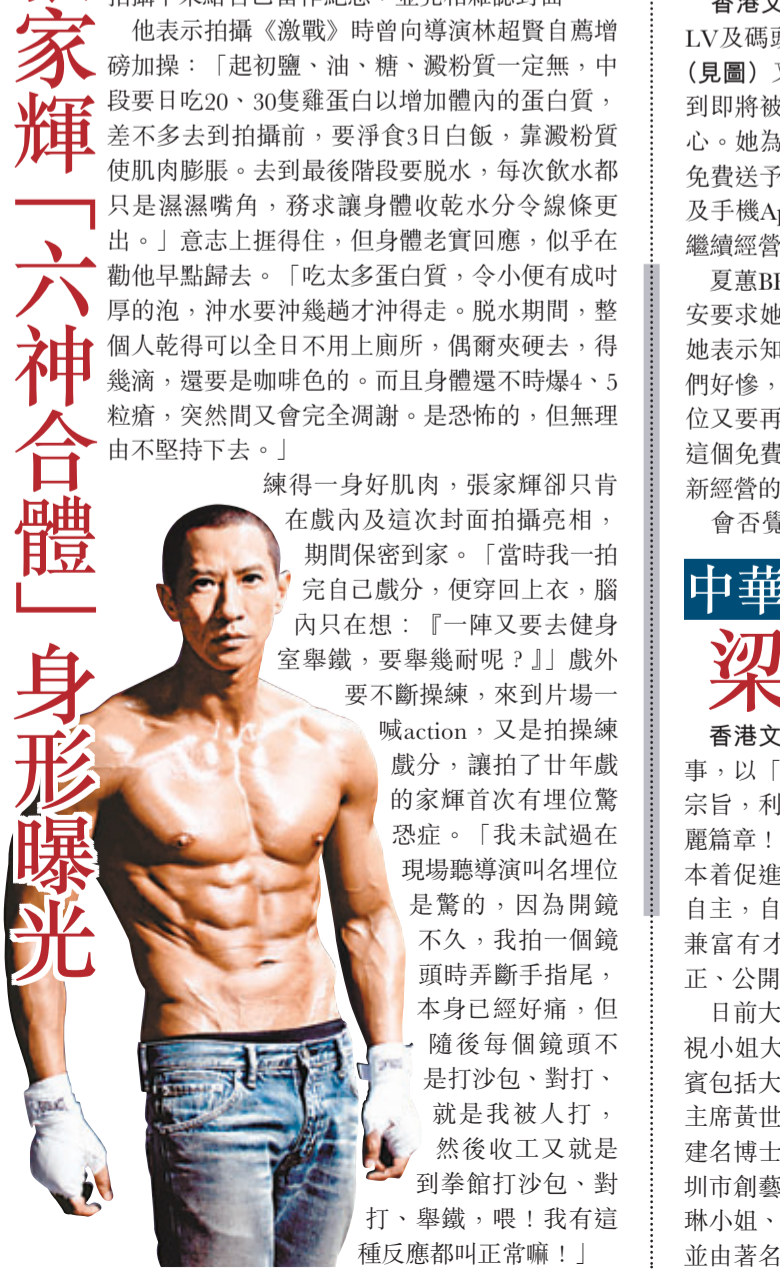 家輝「六神合體」身形曝光
他表示拍攝《激戰》時曾向導演林超賢自薦增
磅加操：「起初鹽、油、糖、澱粉質一定無，中
段要日吃20、30隻雞蛋白以增加體內的蛋白質，
差不多去到拍攝前，要淨食3日白飯，靠澱粉質
使肌肉膨脹。去到最後階段要脫水，每次飲水都
只是濕濕嘴角，務求讓身體收乾水分令線條更
出。」意志上捱得住，但身體老實回應，似乎在
勸他早點歸去。「吃太多蛋白質，令小便有成吋
厚的泡，沖水要沖幾趟才沖得走。脫水期間，整
個人乾得可以全日不用上廁所，偶爾夾硬去，得
幾滴，還要是咖啡色的。而且身體還不時爆4、5
粒瘡，突然間又會完全凋謝。是恐怖的，但無理
由不堅持下去。」
練得一身好肌肉，張家輝卻只肯
在戲內及這次封面拍攝亮相，
期間保密到家。「當時我一拍
完自己戲分，便穿回上衣，腦
內只在想：『一陣又要去健身
室舉鐵，要舉幾耐呢？』」戲外
要不斷操練，來到片場一
喊action，又是拍操練
戲分，讓拍了廿年戲
的家輝首次有埋位驚
恐症。「我未試過在
現場聽導演叫名埋位
是驚的，因為開鏡
不久，我拍一個鏡
頭時弄斷手指尾，
本身已經好痛，但
隨後每個鏡頭不
是打沙包、對打、
就是我被人打，
然後收工又就是
到拳館打沙包、對
打、舉鐵，喂！我有這
種反應都叫正常嘛！」
香港文
LV及碼頭
（見圖）
到即將被
心。她為
免費送予
及手機Ap
繼續經營
夏蕙BB
安要求她
她表示知
們好慘，
位又要再
這個免費
新經營的
會否覺
中華
梁
香港文
事，以「
宗旨，利
麗篇章！
本着促進
自主，自
兼富有才
正、公開
日前大
視小姐大
賓包括大
主席黃世
建名博士
圳市創藝
琳小姐、
並由著名